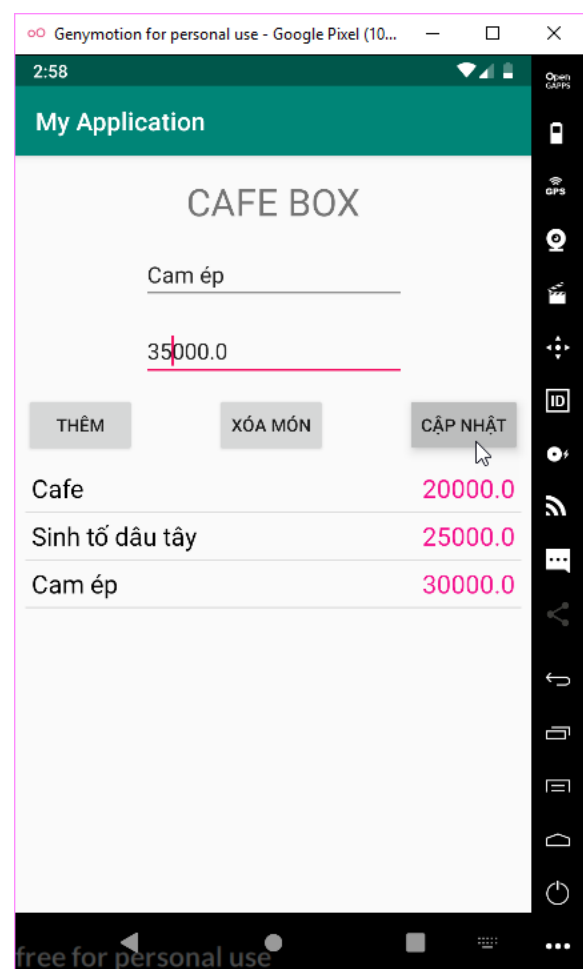 Genymotion for personal use - Google Pixel (10...
2:58
Open
GAPPS
My Application
GPS
CAFE BOX
Cam ép
35000.0
ID
THÊM XÓA MÓN CẬP NHẬT
Cafe 20000.0
Sinh tố dâu tây 25000.0
Cam ép 30000.0
free for personal use